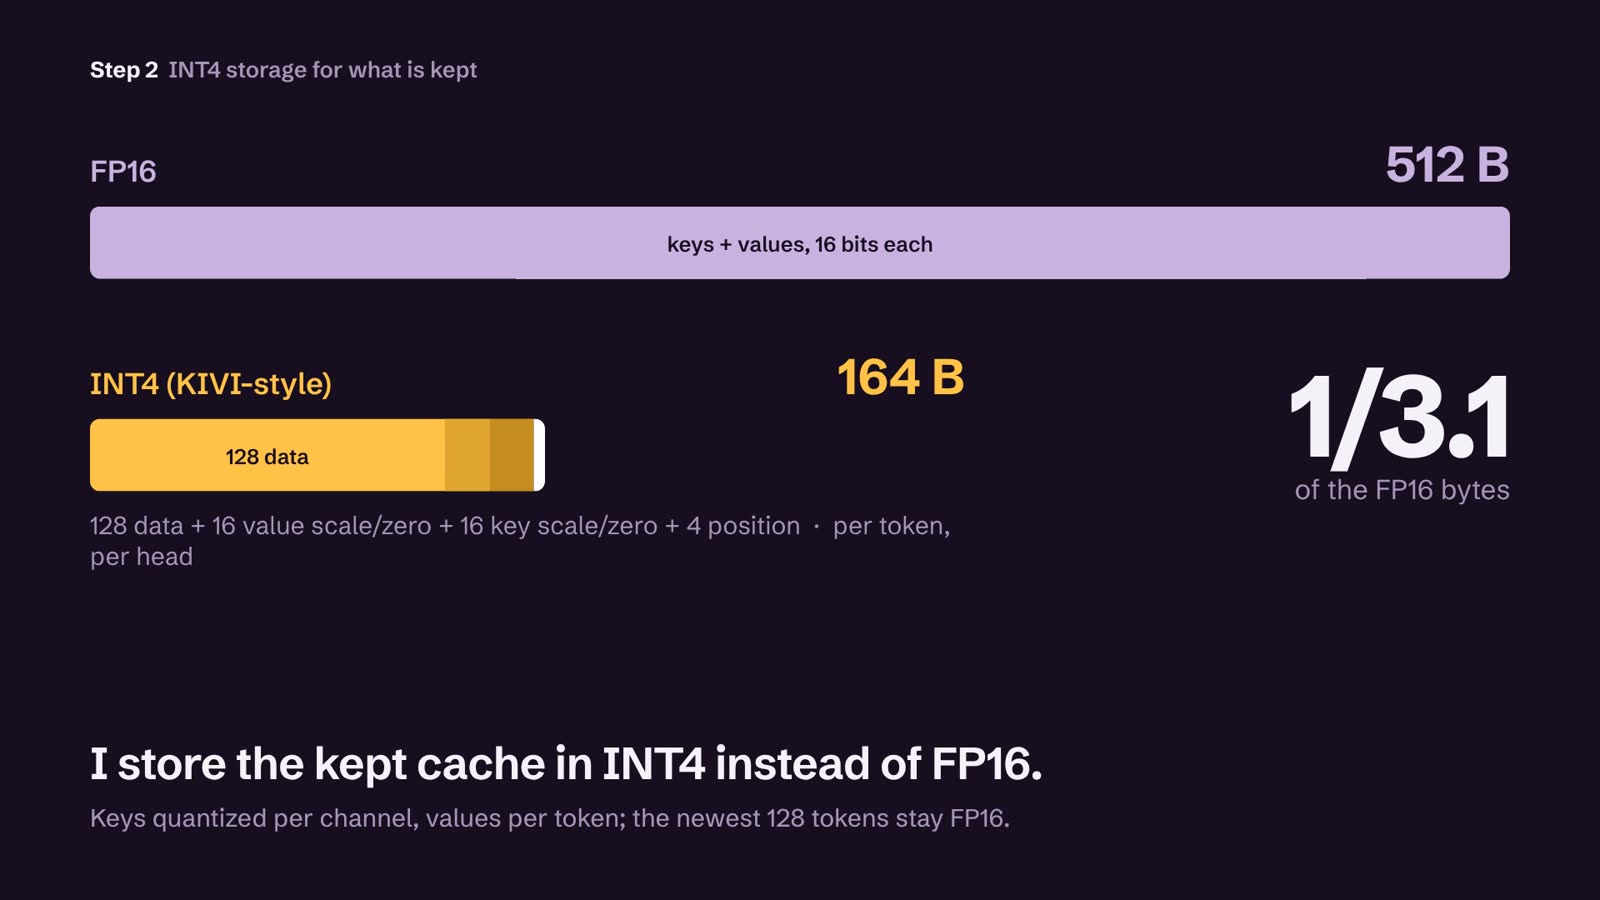 Step 2 INT4 storage for what is kept
FP16
512 B
keys + values, 16 bits each
INT4 (KIVI-style)
164 B
128 data
128 data + 16 value scale/zero + 16 key scale/zero + 4 position · per token,
per head
1/3.1
of the FP16 bytes
I store the kept cache in INT4 instead of FP16.
Keys quantized per channel, values per token; the newest 128 tokens stay FP16.